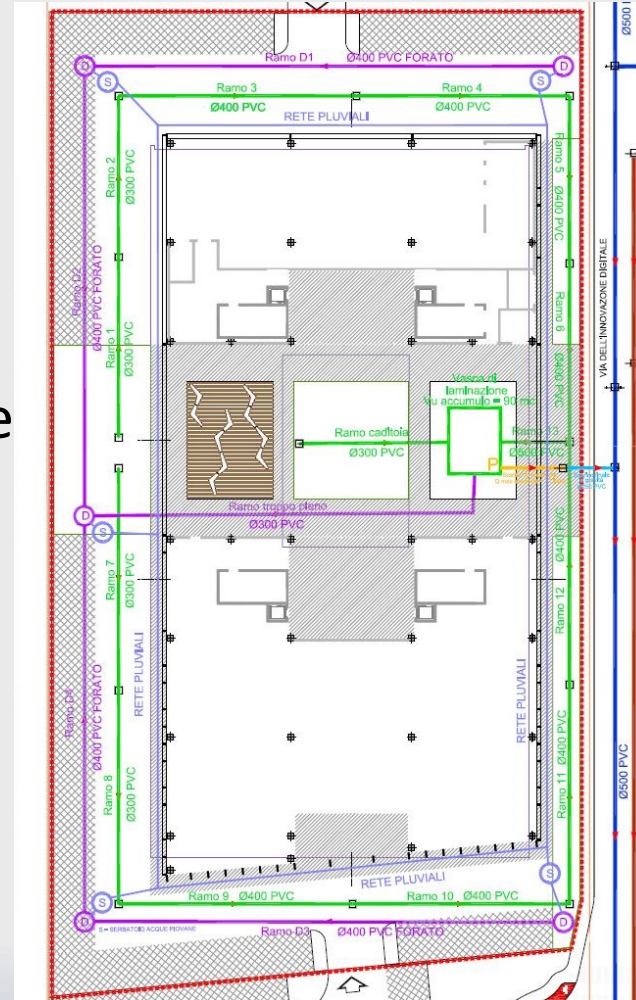 Ø500
Ramo D1 Ø400 PVC FORATO
D
D
S
S
Ramo 3
Ø400 PVC
Ramo 4
Ø400 PVC
RETE PLUVIALI
Ramo 2
Ø300 PVC
Ramo 5
Ø400 PVC
Ramo D2
Ø400 PVC FORATO
Ramo 1
Ø300 PVC
Ramo 6
Ø400 PVC
VIA DELL'INNOVAZIONE DIGITALE
e
Vasca di
laminazione
Vu accumulo = 90 mc
Ramo caditoia
Ø300 PVC
Ramo 13
Ø500 PVC
P
Ramo troppo pieno
Ø300 PVC
D
S
Ramo 7
Ø300 PVC
Ramo 12
Ø400 PVC
RETE PLUVIALI
RETE PLUVIALI
Ramo D4
Ø400 PVC FORATO
Ramo 8
Ø300 PVC
Ramo 11
Ø400 PVC
Ø500 PVC
RETE PLUVIALI
S
S
Ramo 9 Ø400 PVC
Ramo 10 Ø400 PVC
D
D
S = SERBATOIO ACQUE PIOVANE
Ramo D3
Ø400 PVC FORATO